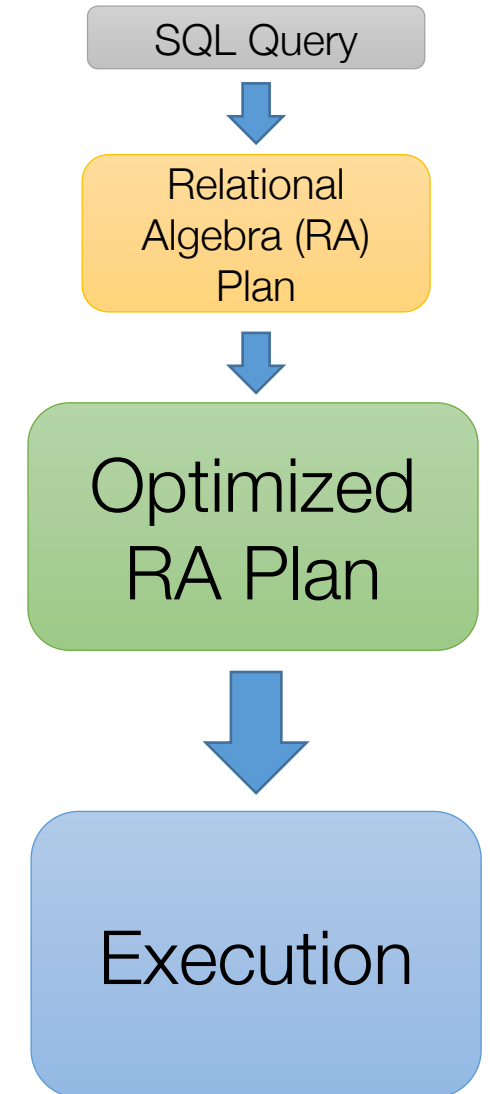 SQL Query
Relational
Algebra (RA)
Plan
Optimized
RA Plan
Execution